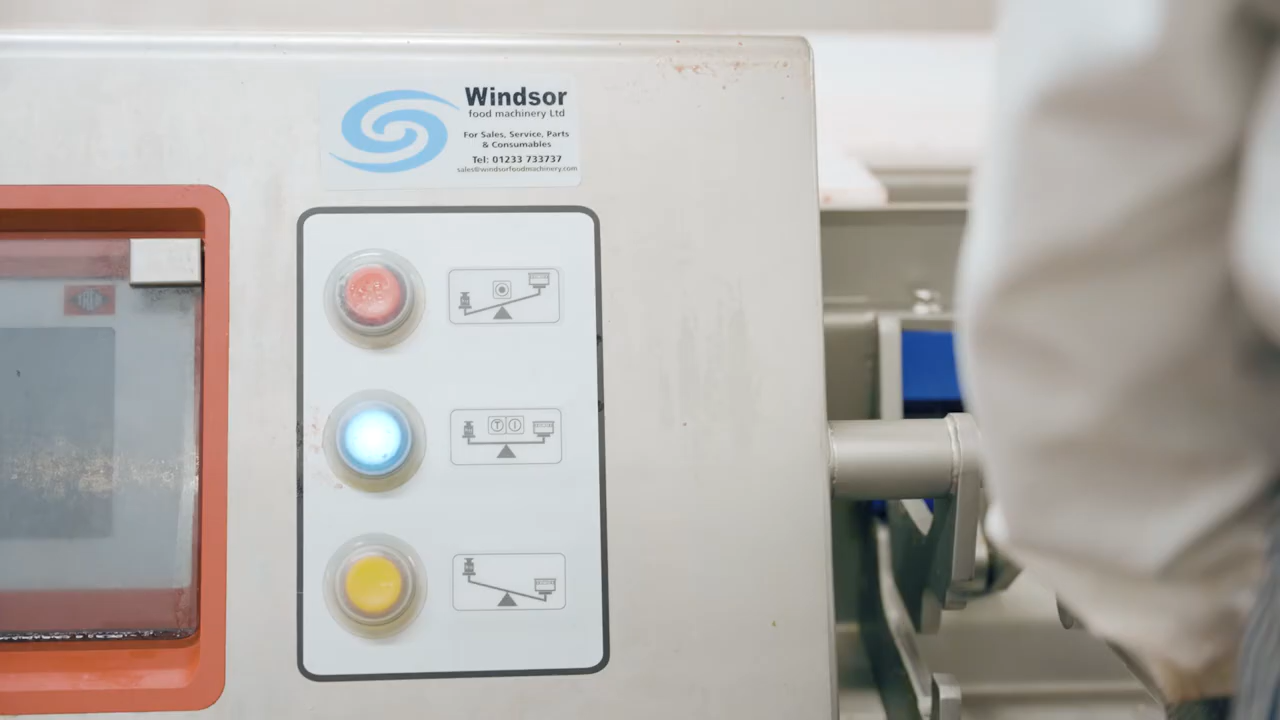 Windsor
food machinery Ltd
For Sales, Service, Parts
& Consumables
Tel: 01233 733737
sales@windsorfoodmachinery.com
T I